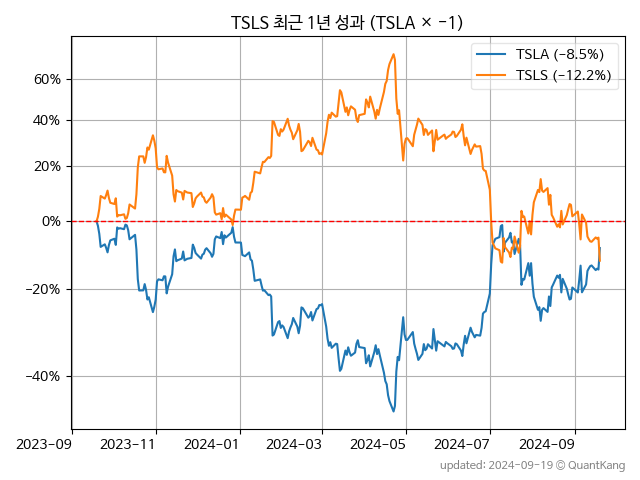 TSLS 최근 1년 성과 (TSLA × −1)
TSLA (−8.5%)
TSLS (−12.2%)
60%
40%
20%
0%
−20%
−40%
2023-09 2023-11 2024-01 2024-03 2024-05 2024-07 2024-09
updated: 2024-09-19 © QuantKang